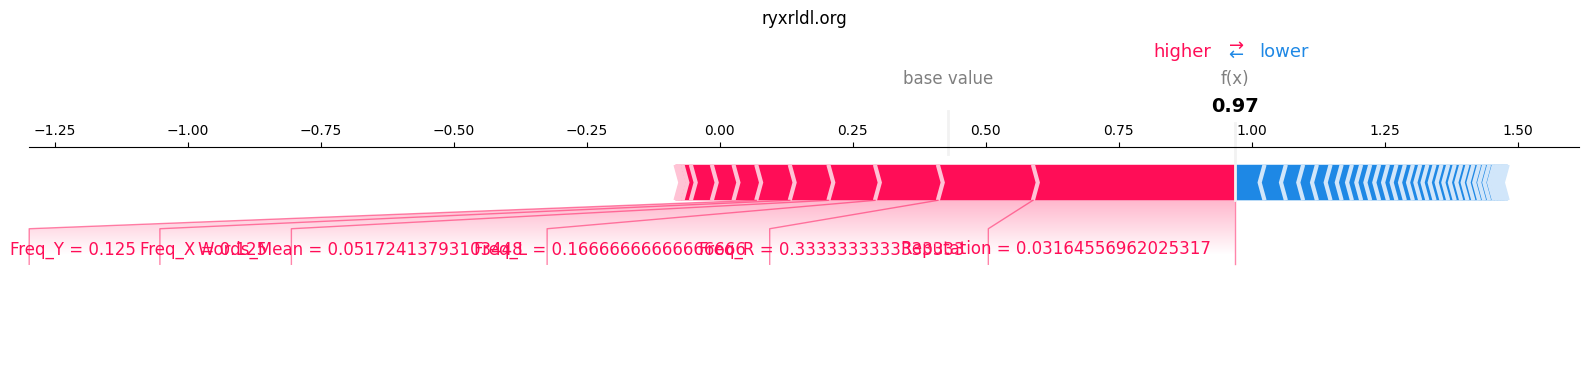 ryxrldl.org
higher ⇄ lower
base value f(x)
0.97
−1.25 −1.00 −0.75 −0.50 −0.25 0.00 0.25 0.50 0.75 1.00 1.25 1.50
Freq_Y = 0.125 Freq_X = 0.125 Words_Mean = 0.05172413793103448 Freq_L = 0.16666666666666666 Freq_R = 0.3333333333333333 Reputation = 0.03164556962025317